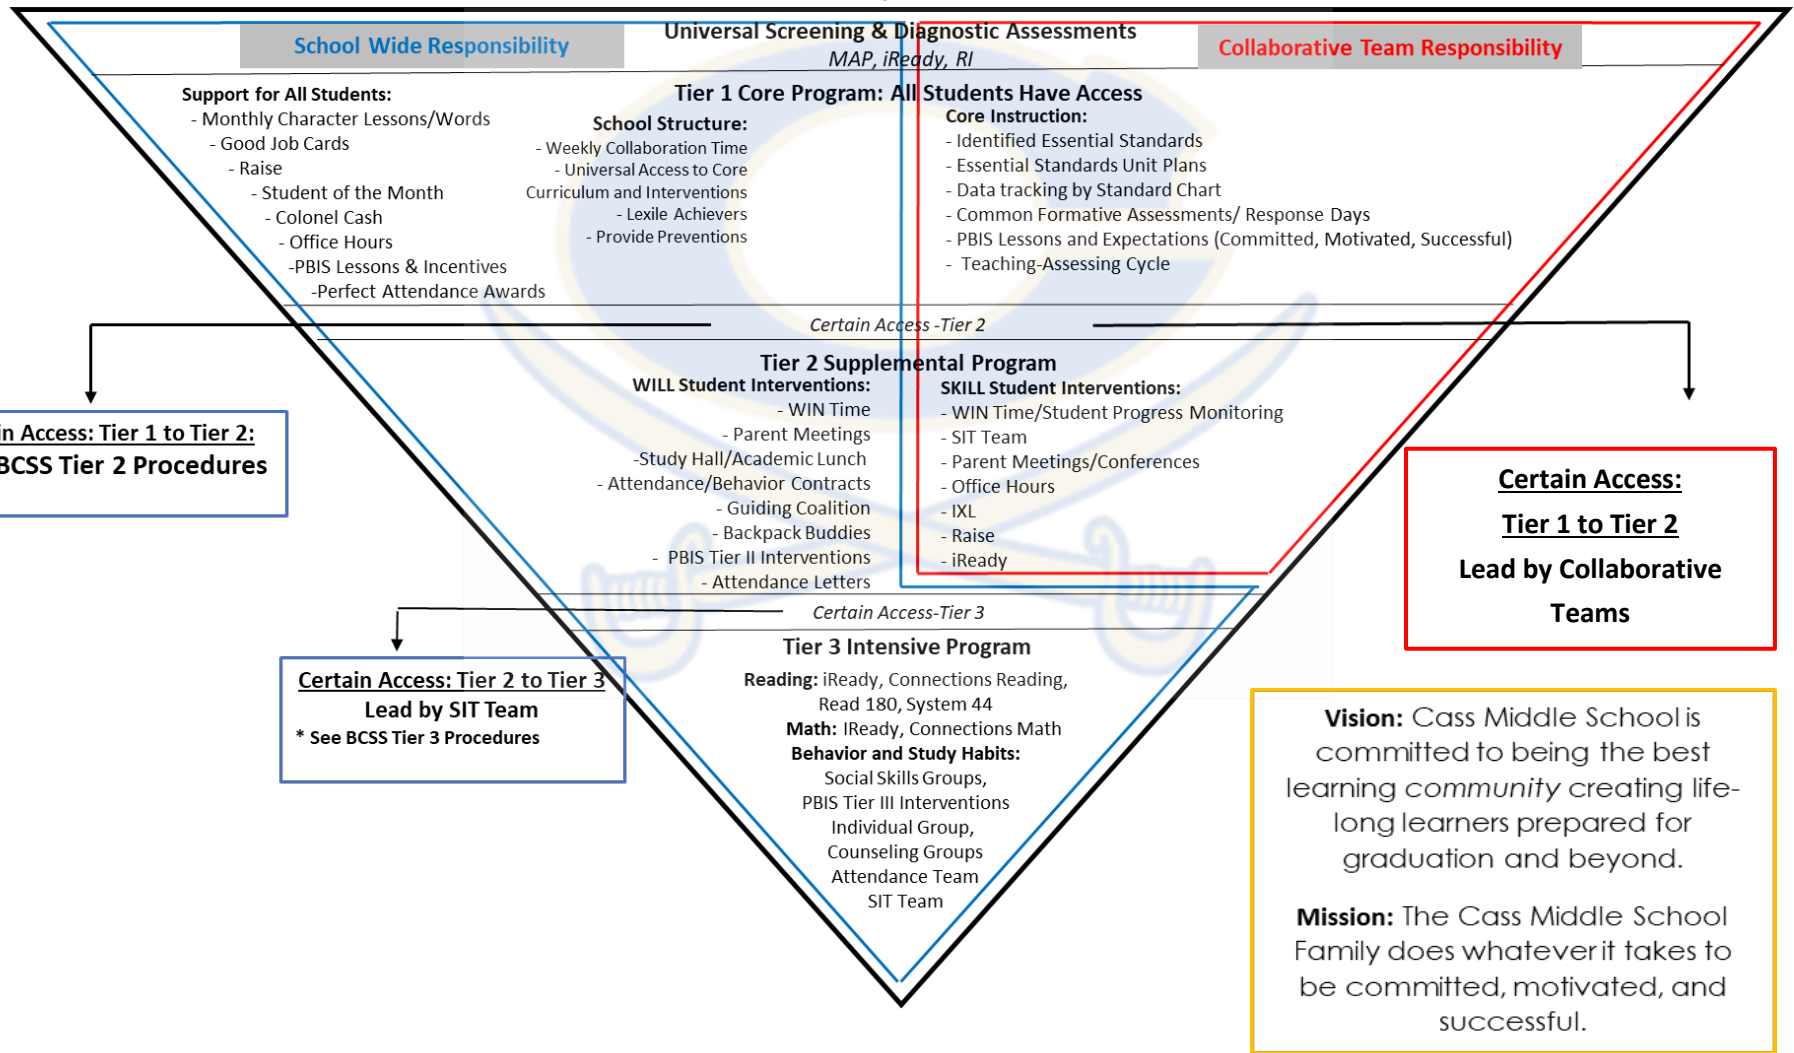 School Wide Responsibility
Universal Screening & Diagnostic Assessments
MAP, iReady, RI
Collaborative Team Responsibility
Tier 1 Core Program: All Students Have Access
Support for All Students:
- Monthly Character Lessons/Words
- Good Job Cards
- Raise
- Student of the Month
- Colonel Cash
- Office Hours
-PBIS Lessons & Incentives
-Perfect Attendance Awards
School Structure:
- Weekly Collaboration Time
- Universal Access to Core
Curriculum and Interventions
- Lexile Achievers
- Provide Preventions
Core Instruction:
- Identified Essential Standards
- Essential Standards Unit Plans
- Data tracking by Standard Chart
- Common Formative Assessments/ Response Days
- PBIS Lessons and Expectations (Committed, Motivated, Successful)
- Teaching-Assessing Cycle
Certain Access -Tier 2
Tier 2 Supplemental Program
WILL Student Interventions:
- WIN Time
- Parent Meetings
-Study Hall/Academic Lunch
- Attendance/Behavior Contracts
- Guiding Coalition
- Backpack Buddies
- PBIS Tier II Interventions
- Attendance Letters
SKILL Student Interventions:
- WIN Time/Student Progress Monitoring
- SIT Team
- Parent Meetings/Conferences
- Office Hours
- IXL
- Raise
- iReady
in Access: Tier 1 to Tier 2:
BCSS Tier 2 Procedures
Certain Access:
Tier 1 to Tier 2
Lead by Collaborative
Teams
Certain Access-Tier 3
Tier 3 Intensive Program
Reading: iReady, Connections Reading,
Read 180, System 44
Math: IReady, Connections Math
Behavior and Study Habits:
Social Skills Groups,
PBIS Tier III Interventions
Individual Group,
Counseling Groups
Attendance Team
SIT Team
Certain Access: Tier 2 to Tier 3
Lead by SIT Team
* See BCSS Tier 3 Procedures
Vision: Cass Middle School is
committed to being the best
learning community creating life-
long learners prepared for
graduation and beyond.
Mission: The Cass Middle School
Family does whatever it takes to
be committed, motivated, and
successful.